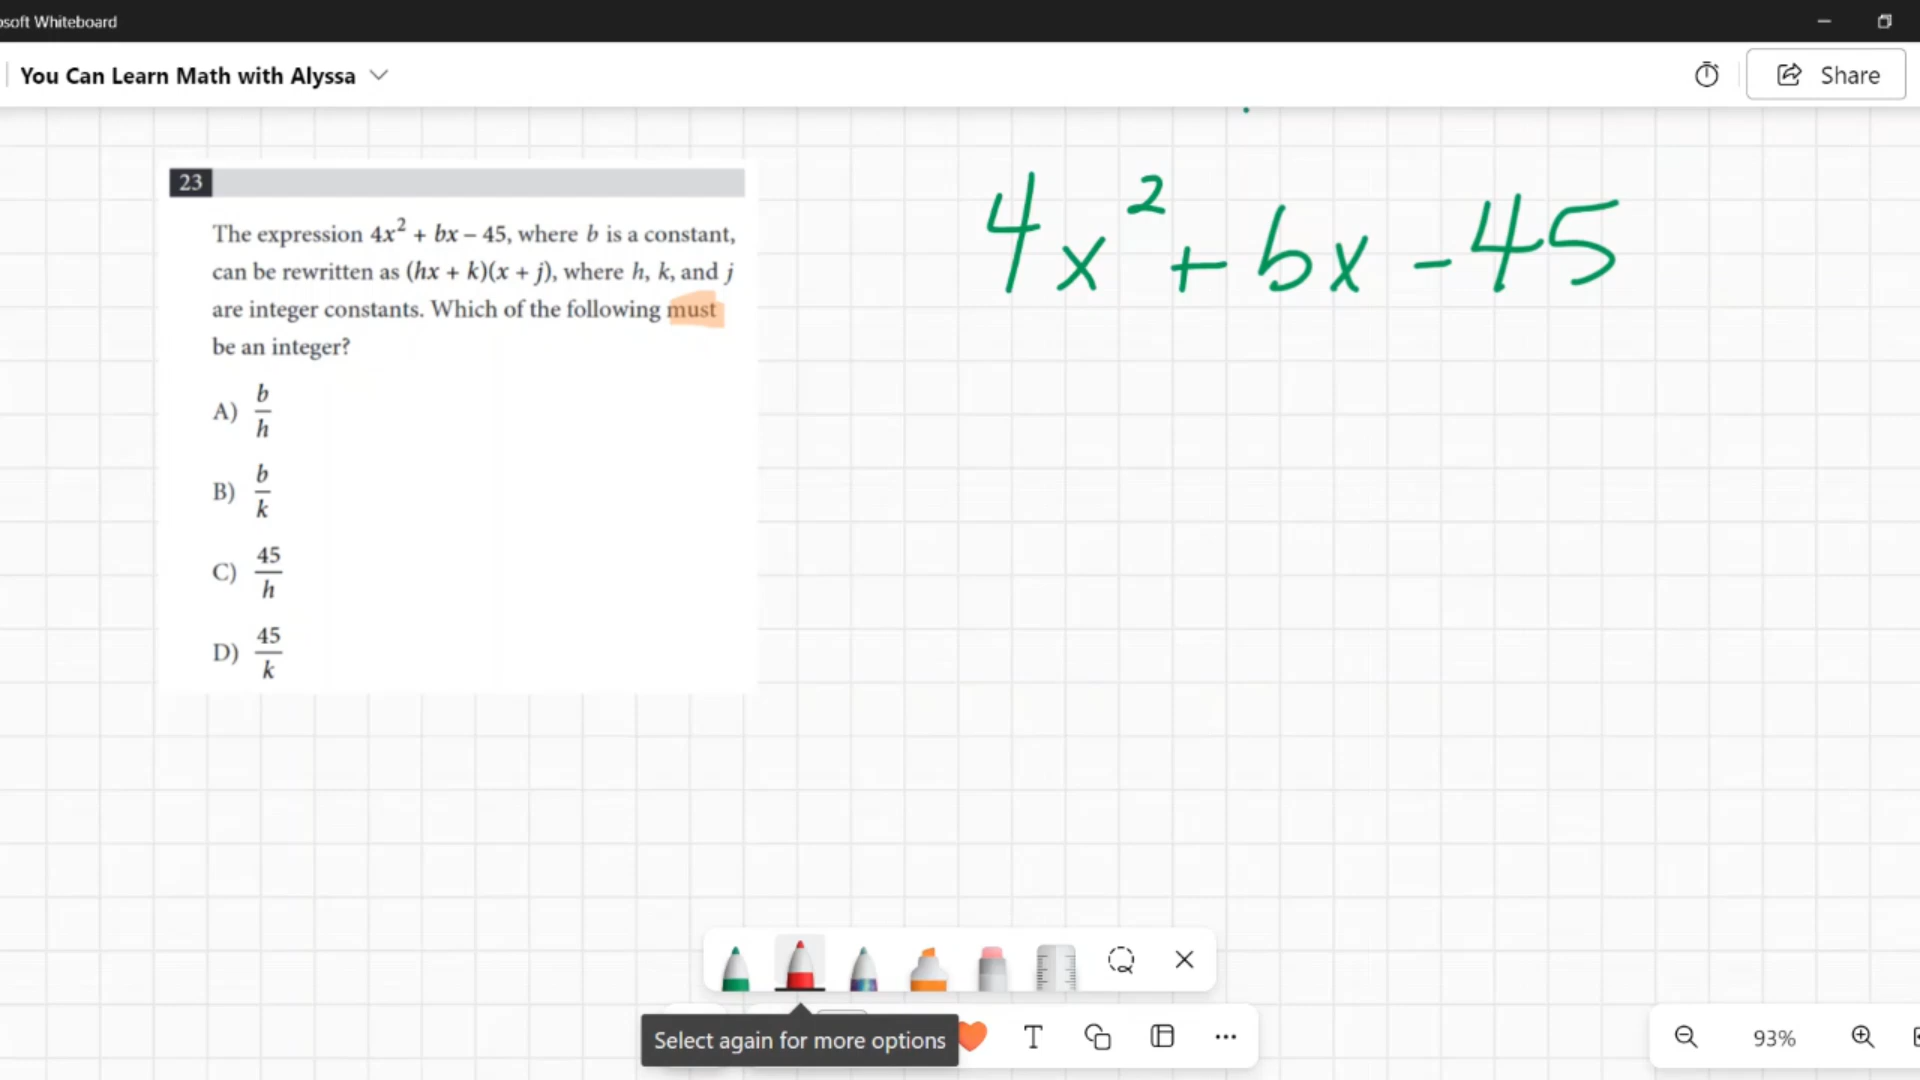 osoft Whiteboard
You Can Learn Math with Alyssa
Share
23
The expression 4x² + bx – 45, where b is a constant,
can be rewritten as (hx + k)(x + j), where h, k, and j
are integer constants. Which of the following must
be an integer?
A) b/h
B) b/k
C) 45/h
D) 45/k
4x² + bx - 45
Select again for more options
T
93%